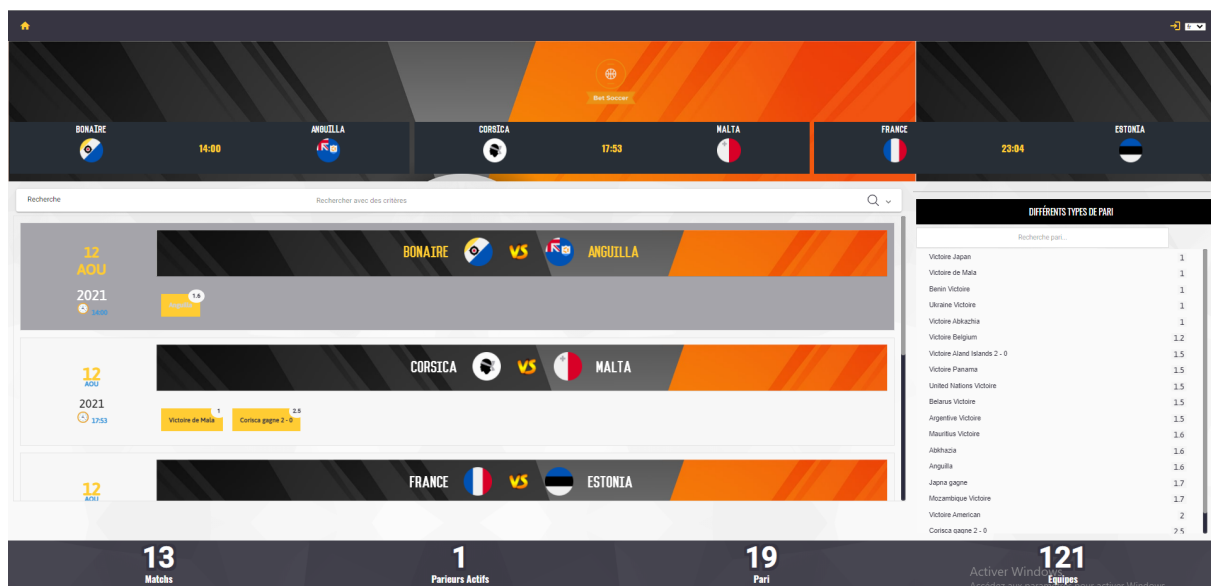 Bet Soccer
BONAIRE
14:00
ANGUILLA
CORSICA
17:53
MALTA
FRANCE
23:04
ESTONIA
Recherche
Rechercher avec des critères
12
AOU
2021
14:00
BONAIRE VS ANGUILLA
1.6
12
AOU
2021
17:53
CORSICA VS MALTA
Victoire de Mala 1
Corisca gagne 2 - 0 2.5
12
AOU
FRANCE VS ESTONIA
DIFFÉRENTS TYPES DE PARI
Recherche pari...
Victoire Japan 1
Victoire de Mala 1
Benin Victoire 1
Ukraine Victoire 1
Victoire Abkazhia 1
Victoire Belgium 1.2
Victoire Aland Islands 2 - 0 1.5
Victoire Panama 1.5
United Nations Victoire 1.5
Belarus Victoire 1.5
Argentive Victoire 1.5
Mauritius Victoire 1.6
Abkhazia 1.6
Anguilla 1.6
Japna gagne 1.7
Mozambique Victoire 1.7
Victoire American 2
Corisca gagne 2 - 0 2.5
13
Matchs
1
Parieurs Actifs
19
Pari
121
Equipes
Activer Windows